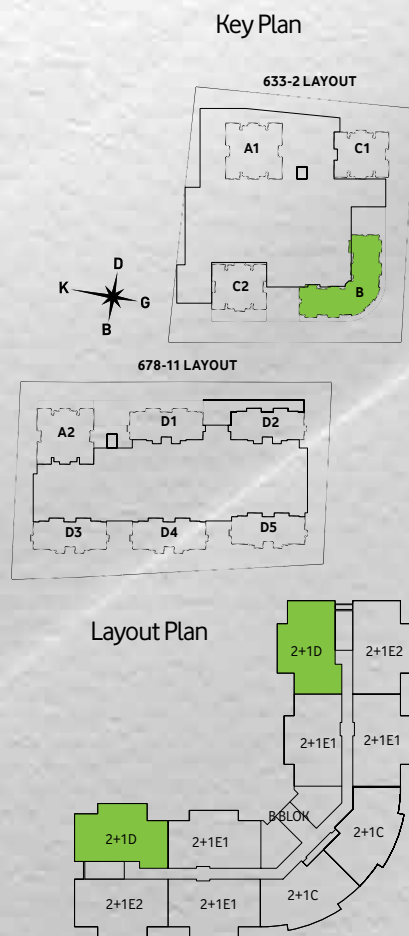 Key Plan
633-2 LAYOUT
A1
C1
D
K
G
B
C2
B
678-11 LAYOUT
A2
D1
D2
D3
D4
D5
Layout Plan
2+1D
2+1E2
2+1E1
2+1E1
B BLOK
2+1D
2+1E1
2+1C
2+1C
2+1E2
2+1E1